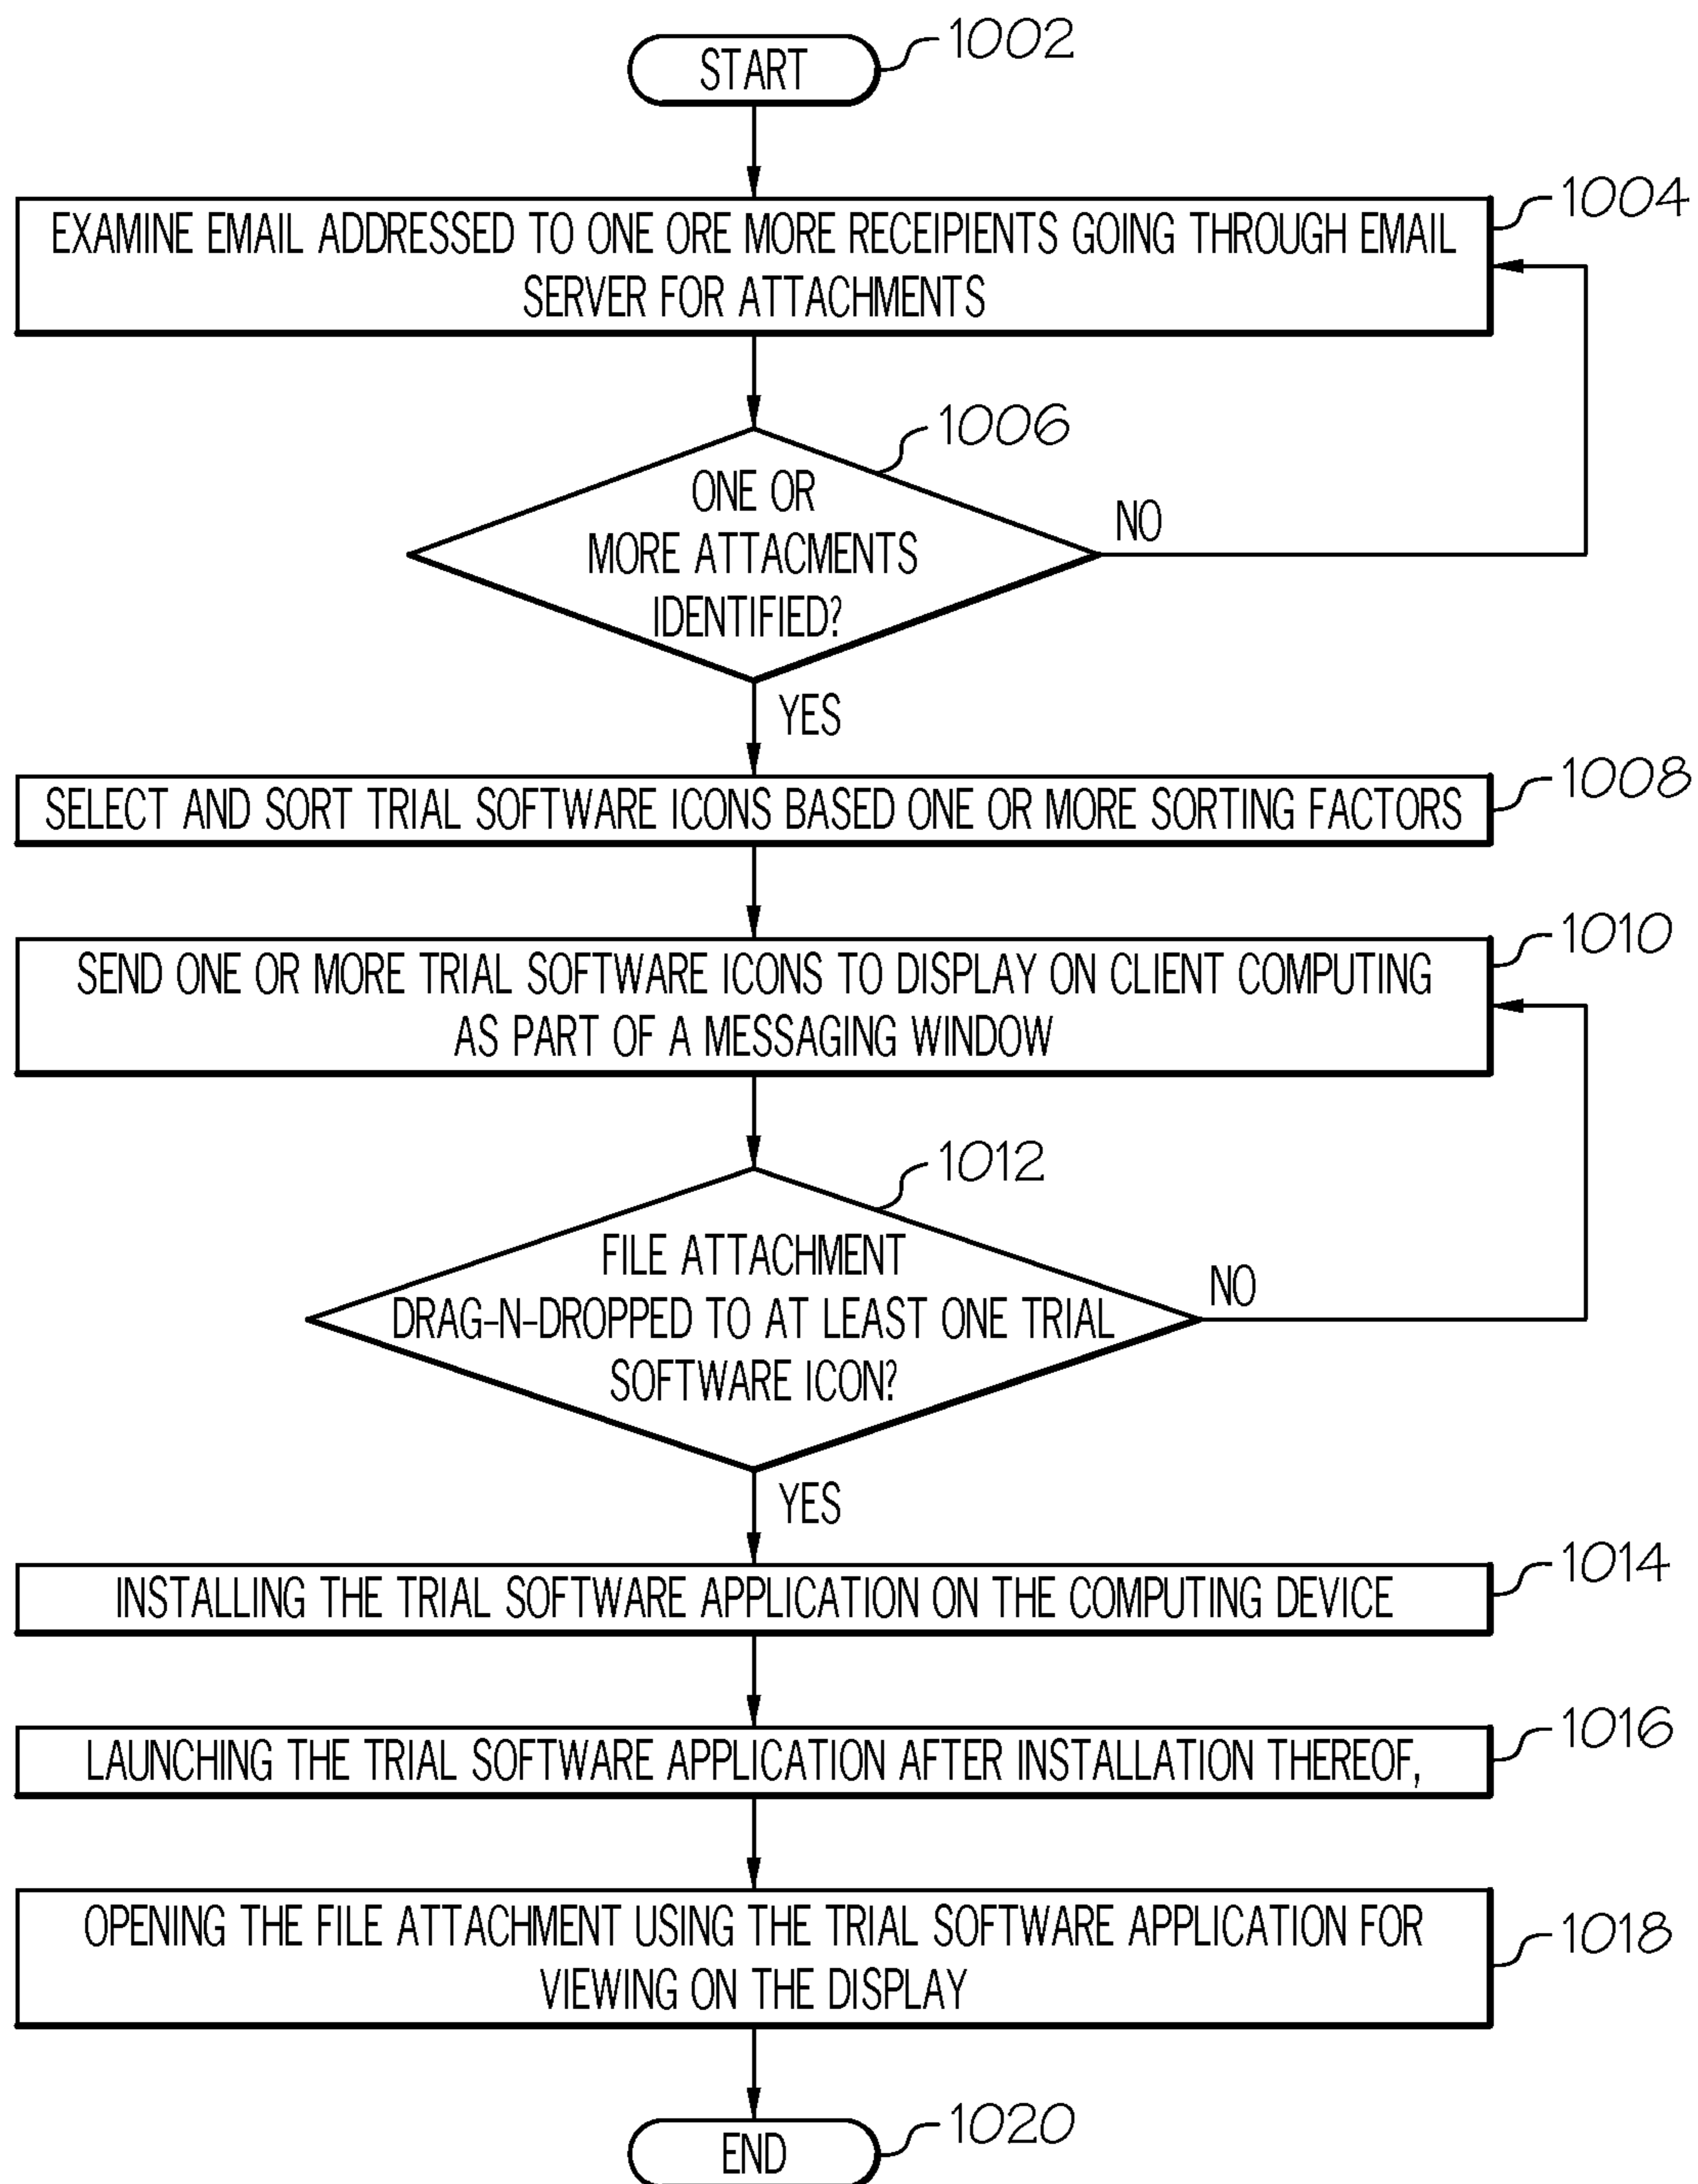 START
1002
EXAMINE EMAIL ADDRESSED TO ONE ORE MORE RECEIPIENTS GOING THROUGH EMAIL
SERVER FOR ATTACHMENTS
1004
1006
ONE OR
MORE ATTACMENTS
IDENTIFIED?
NO
YES
SELECT AND SORT TRIAL SOFTWARE ICONS BASED ONE OR MORE SORTING FACTORS
1008
SEND ONE OR MORE TRIAL SOFTWARE ICONS TO DISPLAY ON CLIENT COMPUTING
AS PART OF A MESSAGING WINDOW
1010
1012
FILE ATTACHMENT
DRAG-N-DROPPED TO AT LEAST ONE TRIAL
SOFTWARE ICON?
NO
YES
INSTALLING THE TRIAL SOFTWARE APPLICATION ON THE COMPUTING DEVICE
1014
LAUNCHING THE TRIAL SOFTWARE APPLICATION AFTER INSTALLATION THEREOF,
1016
OPENING THE FILE ATTACHMENT USING THE TRIAL SOFTWARE APPLICATION FOR
VIEWING ON THE DISPLAY
1018
END
1020